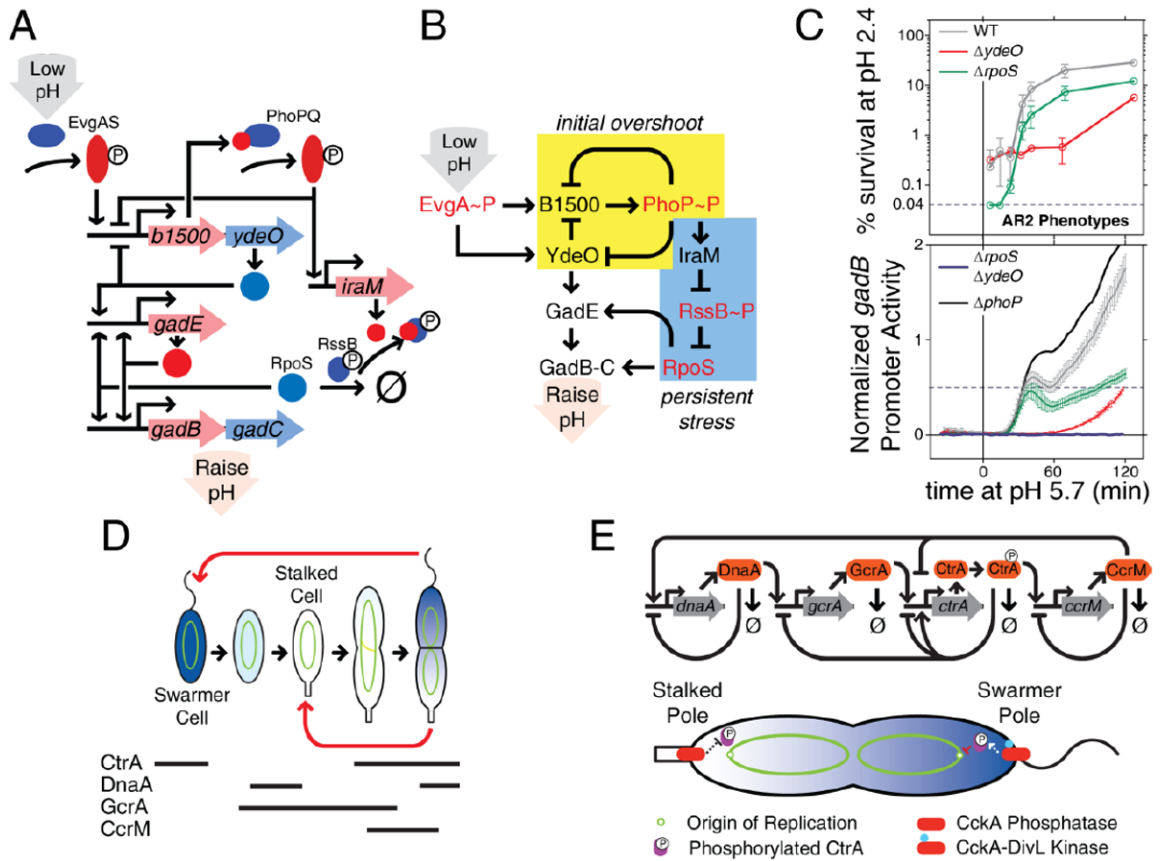 A
Low
pH
EvgAS
P
PhoPQ
P
b1500
ydeO
iraM
gadE
RpoS
RssB
P
P
Ø
gadB
gadC
Raise
pH
B
initial overshoot
Low
pH
EvgA~P
B1500
PhoP~P
YdeO
IraM
GadE
RssB~P
GadB-C
RpoS
Raise
pH
persistent
stress
C
% survival at pH 2.4
100
10
1
0.1
0.04
WT
ΔydeO
ΔrpoS
AR2 Phenotypes
Normalized gadB
Promoter Activity
2
1
0
ΔrpoS
ΔydeO
ΔphoP
0
60
120
time at pH 5.7 (min)
D
Stalked
Cell
Swarmer
Cell
CtrA
DnaA
GcrA
CcrM
E
DnaA
GcrA
CtrA
CtrA
P
CcrM
dnaA
Ø
gcrA
Ø
ctrA
Ø
ccrM
Ø
Stalked
Pole
Swarmer
Pole
P
P
Origin of Replication
P
Phosphorylated CtrA
CckA Phosphatase
CckA-DivL Kinase